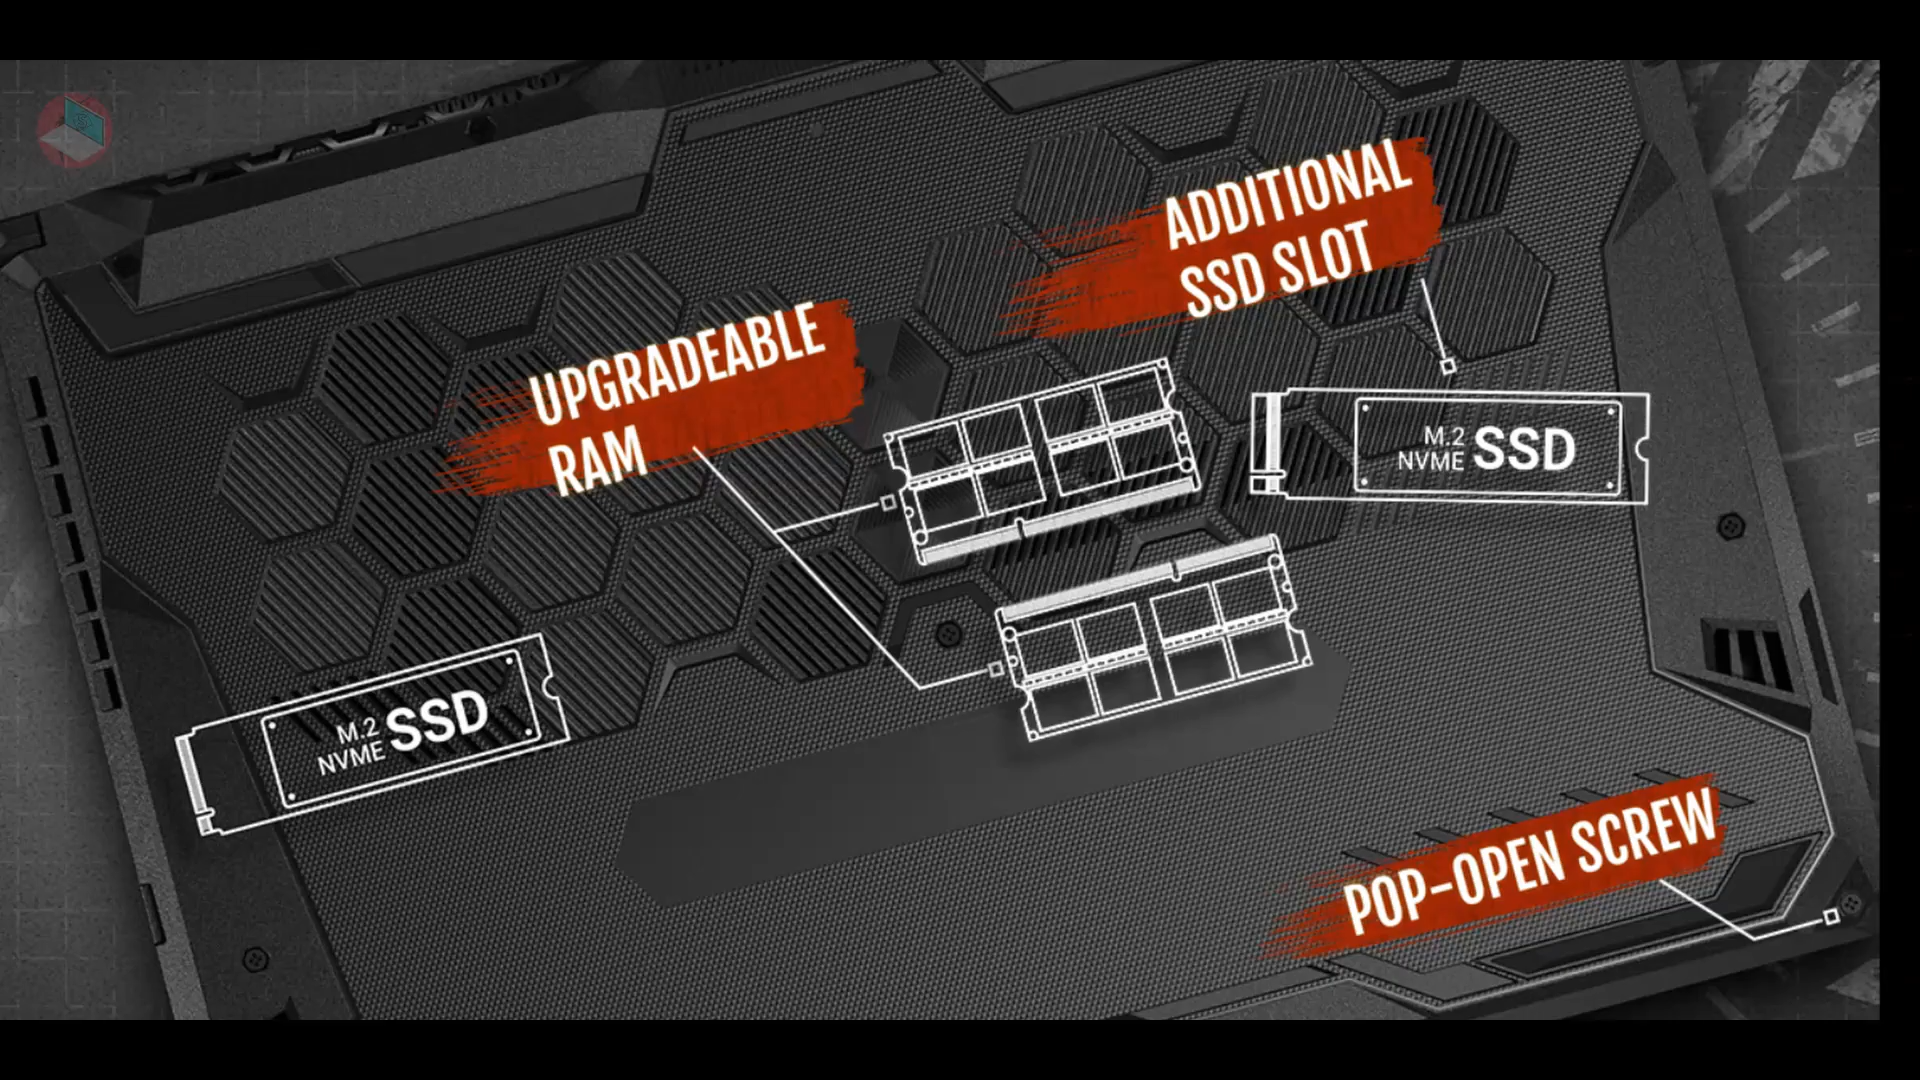 ADDITIONAL
SSD SLOT
UPGRADEABLE
RAM
M.2
NVME SSD
M.2
NVME SSD
POP-OPEN SCREW